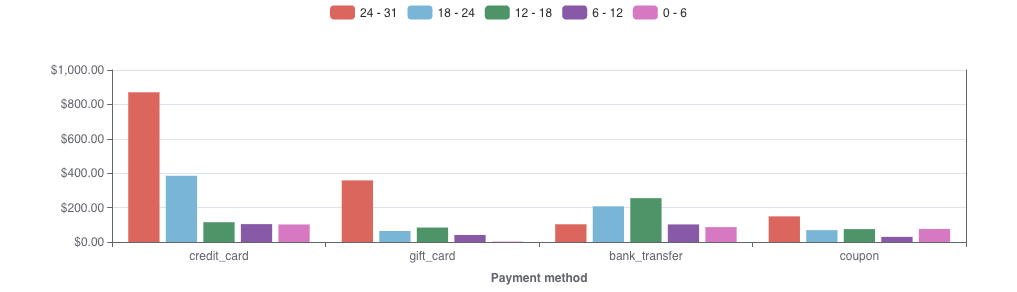 24 - 31 18 - 24 12 - 18 6 - 12 0 - 6
$1,000.00
$800.00
$600.00
$400.00
$200.00
$0.00
credit_card gift_card bank_transfer coupon
Payment method